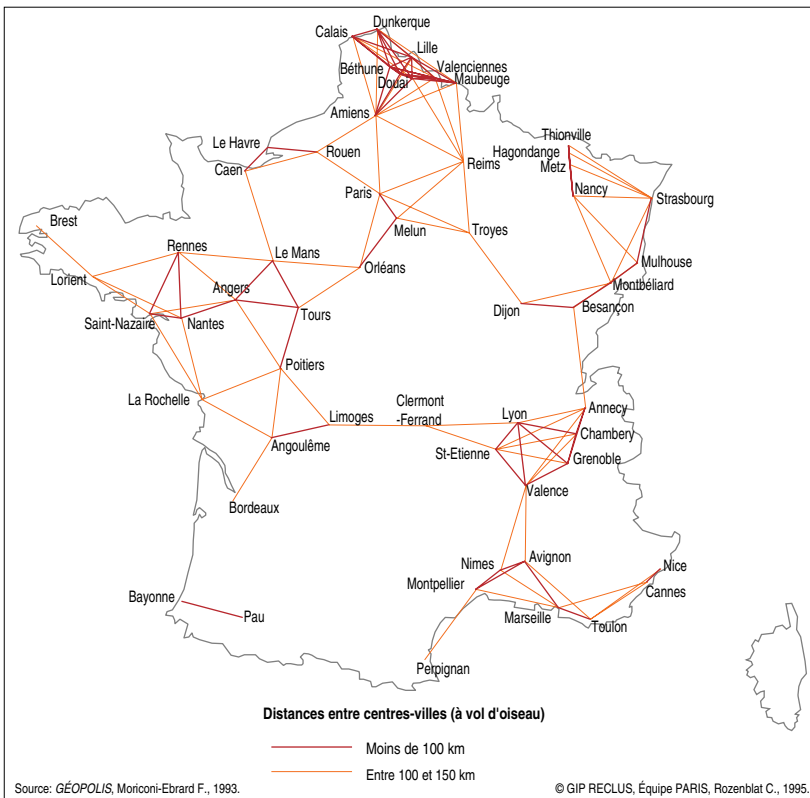 Dunkerque
Calais
Lille
Béthune
Valenciennes
Douai
Maubeuge
Amiens
Thionville
Le Havre
Rouen
Hagondange
Reims
Metz
Caen
Paris
Nancy
Strasbourg
Brest
Melun
Troyes
Rennes
Le Mans
Orléans
Mulhouse
Lorient
Angers
Montbéliard
Dijon
Besançon
Saint-Nazaire
Nantes
Tours
Poitiers
La Rochelle
Clermont
-Ferrand
Limoges
Lyon
Annecy
Chambery
Angoulême
St-Etienne
Grenoble
Valence
Bordeaux
Nimes
Avignon
Nice
Montpellier
Cannes
Bayonne
Pau
Marseille
Toulon
Perpignan
Distances entre centres-villes (à vol d'oiseau)
Moins de 100 km
Entre 100 et 150 km
Source: GÉOPOLIS, Moriconi-Ebrard F., 1993.
© GIP RECLUS, Équipe PARIS, Rozenblat C., 1995.